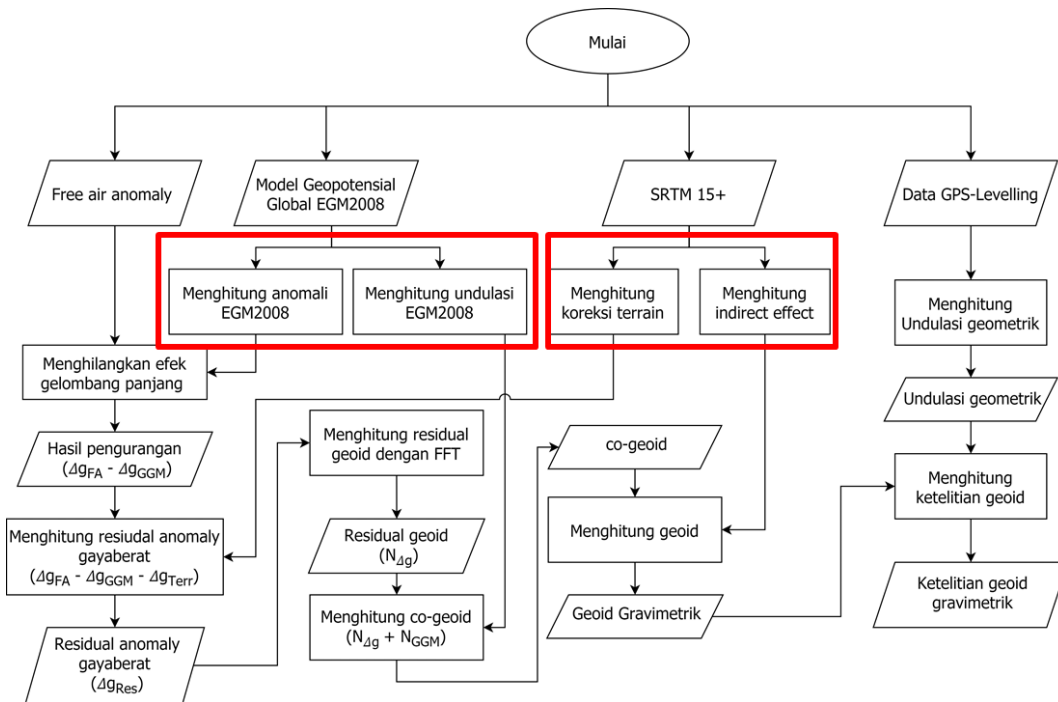 Mulai
Free air anomaly
Model Geopotensial
Global EGM2008
SRTM 15+
Data GPS-Levelling
Menghitung anomali
EGM2008
Menghitung undulasi
EGM2008
Menghitung
koreksi terrain
Menghitung
indirect effect
Menghitung
Undulasi geometrik
Menghilangkan efek
gelombang panjang
Undulasi geometrik
Hasil pengurangan
(Δg_FA - Δg_GGM)
Menghitung residual
geoid dengan FFT
co-geoid
Menghitung
ketelitian geoid
Menghitung resiudal anomaly
gayaberat
(Δg_FA - Δg_GGM - Δg_Terr)
Residual geoid
(N_Δg)
Menghitung geoid
Ketelitian geoid
gravimetrik
Menghitung co-geoid
(N_Δg + N_GGM)
Geoid Gravimetrik
Residual anomaly
gayaberat
(Δg_Res)